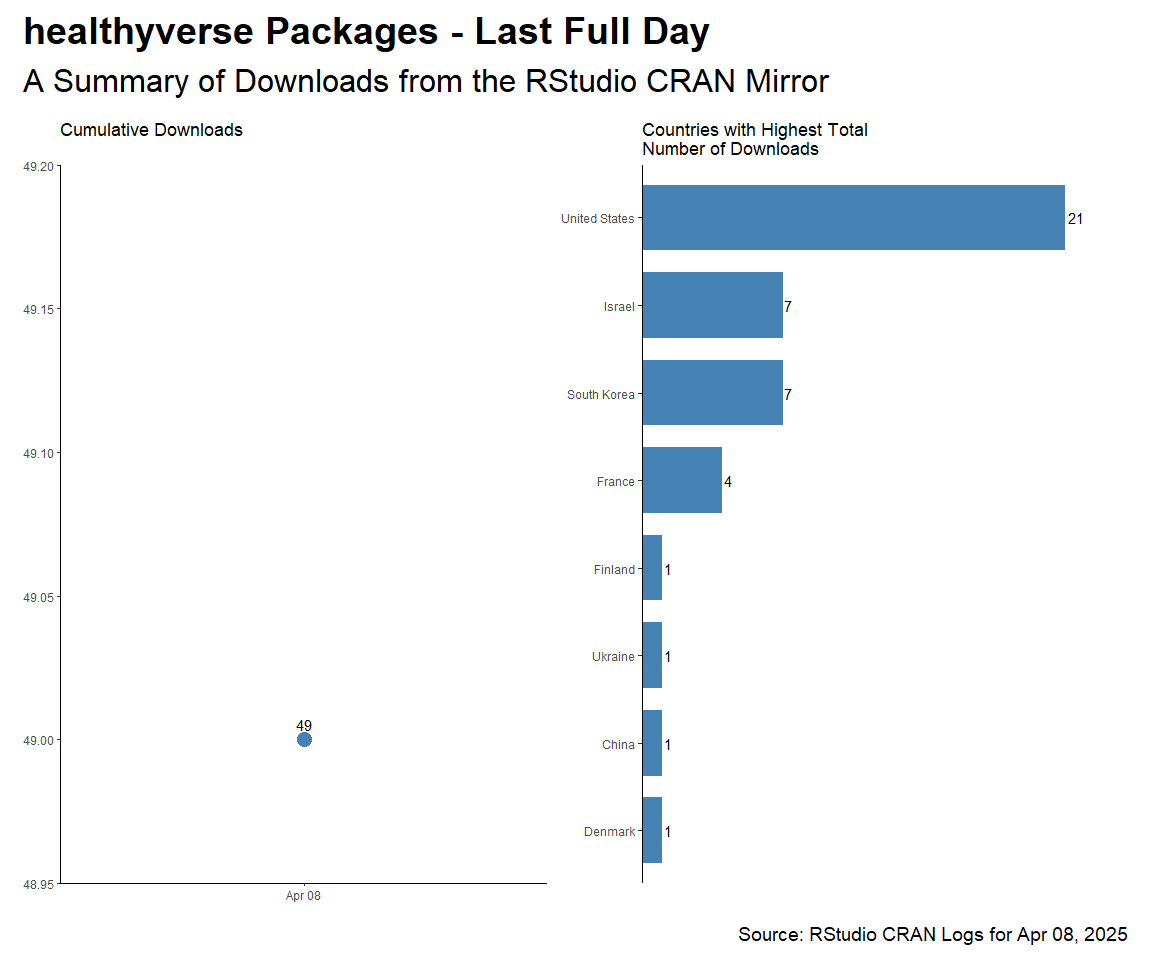 healthyverse Packages - Last Full Day
A Summary of Downloads from the RStudio CRAN Mirror
Cumulative Downloads
49.20
49.15
49.10
49.05
49.00
48.95
49
Apr 08
Countries with Highest Total
Number of Downloads
United States 21
Israel 7
South Korea 7
France 4
Finland 1
Ukraine 1
China 1
Denmark 1
Source: RStudio CRAN Logs for Apr 08, 2025